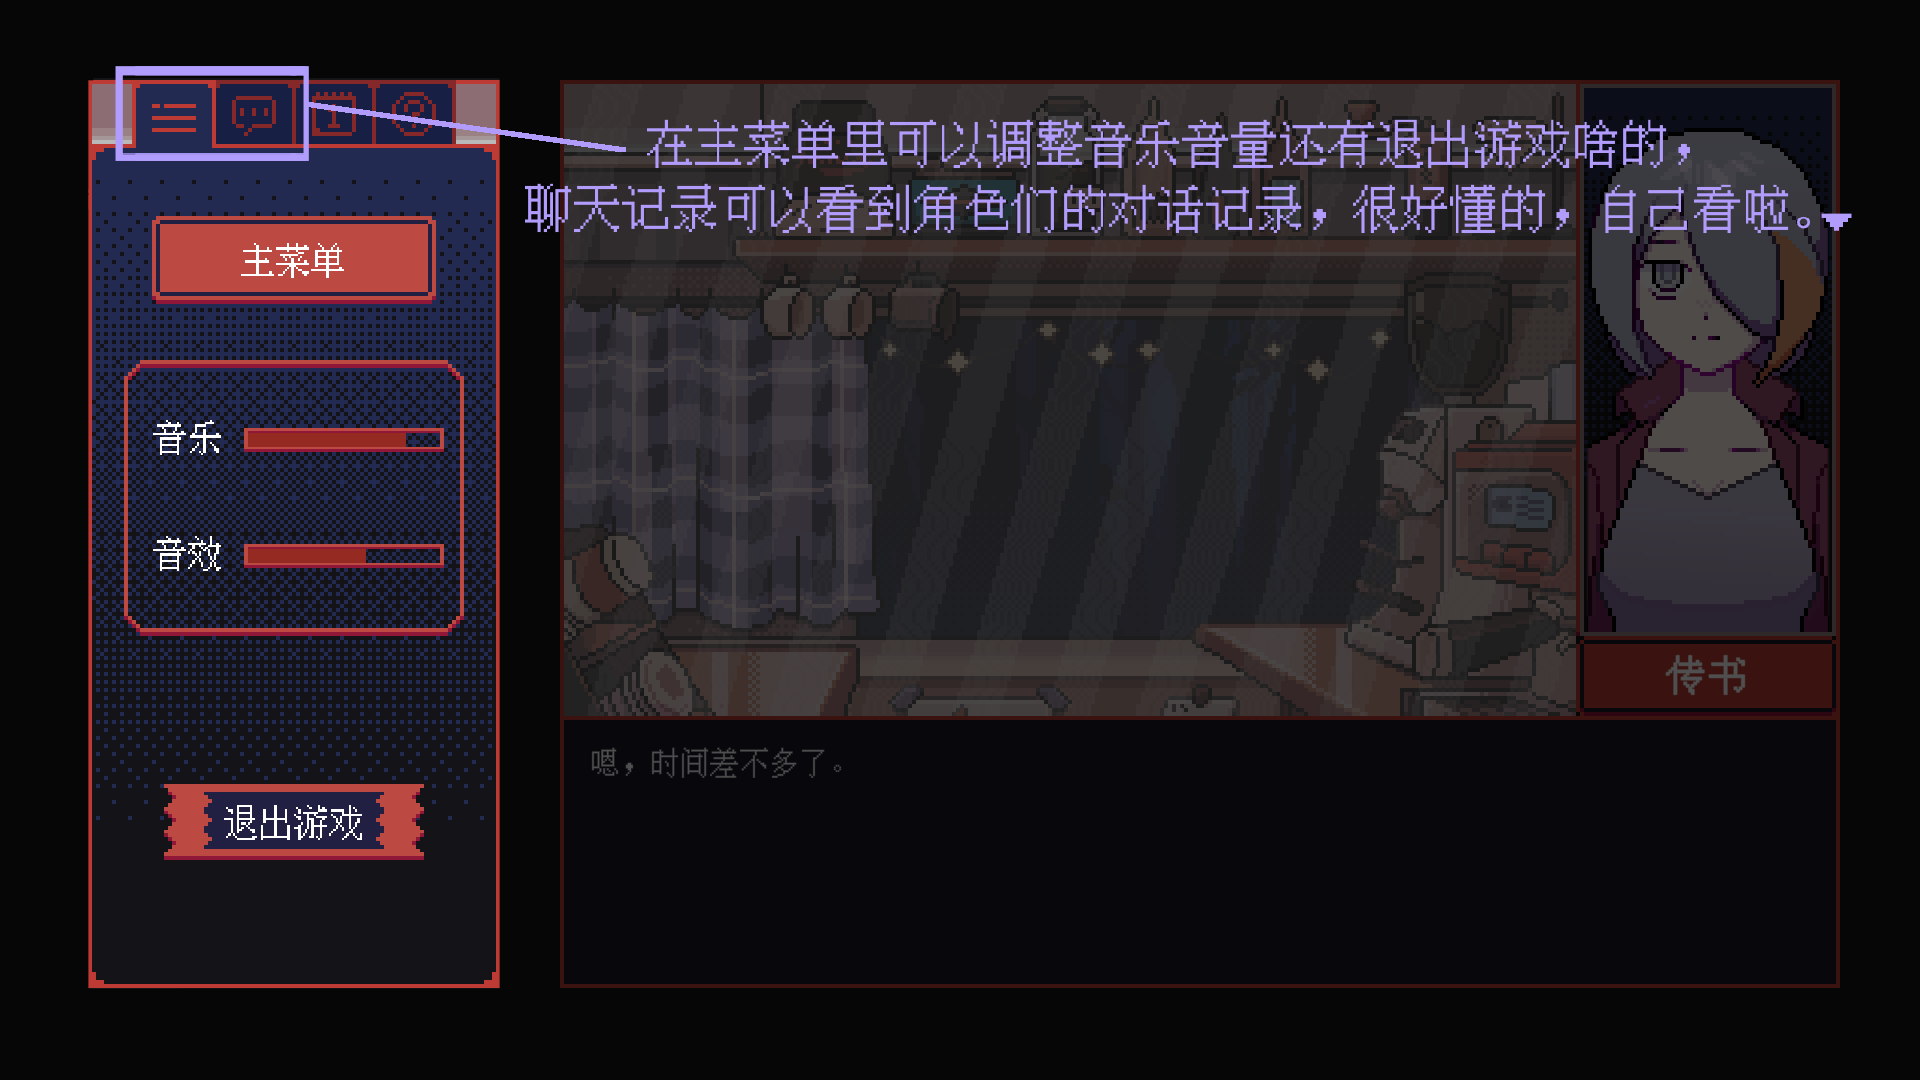 在主菜单里可以调整音乐音量还有退出游戏啥的，
聊天记录可以看到角色们的对话记录，很好懂的，自己看啦。
主菜单
音乐
音效
退出游戏
传书
嗯，时间差不多了。